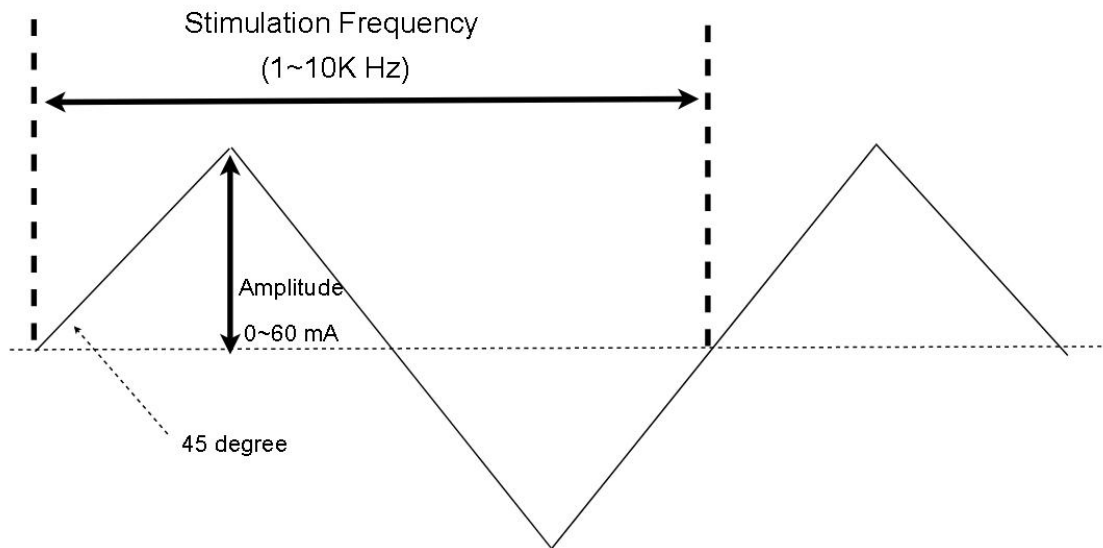 Stimulation Frequency
(1~10K Hz)
Amplitude
0~60 mA
45 degree